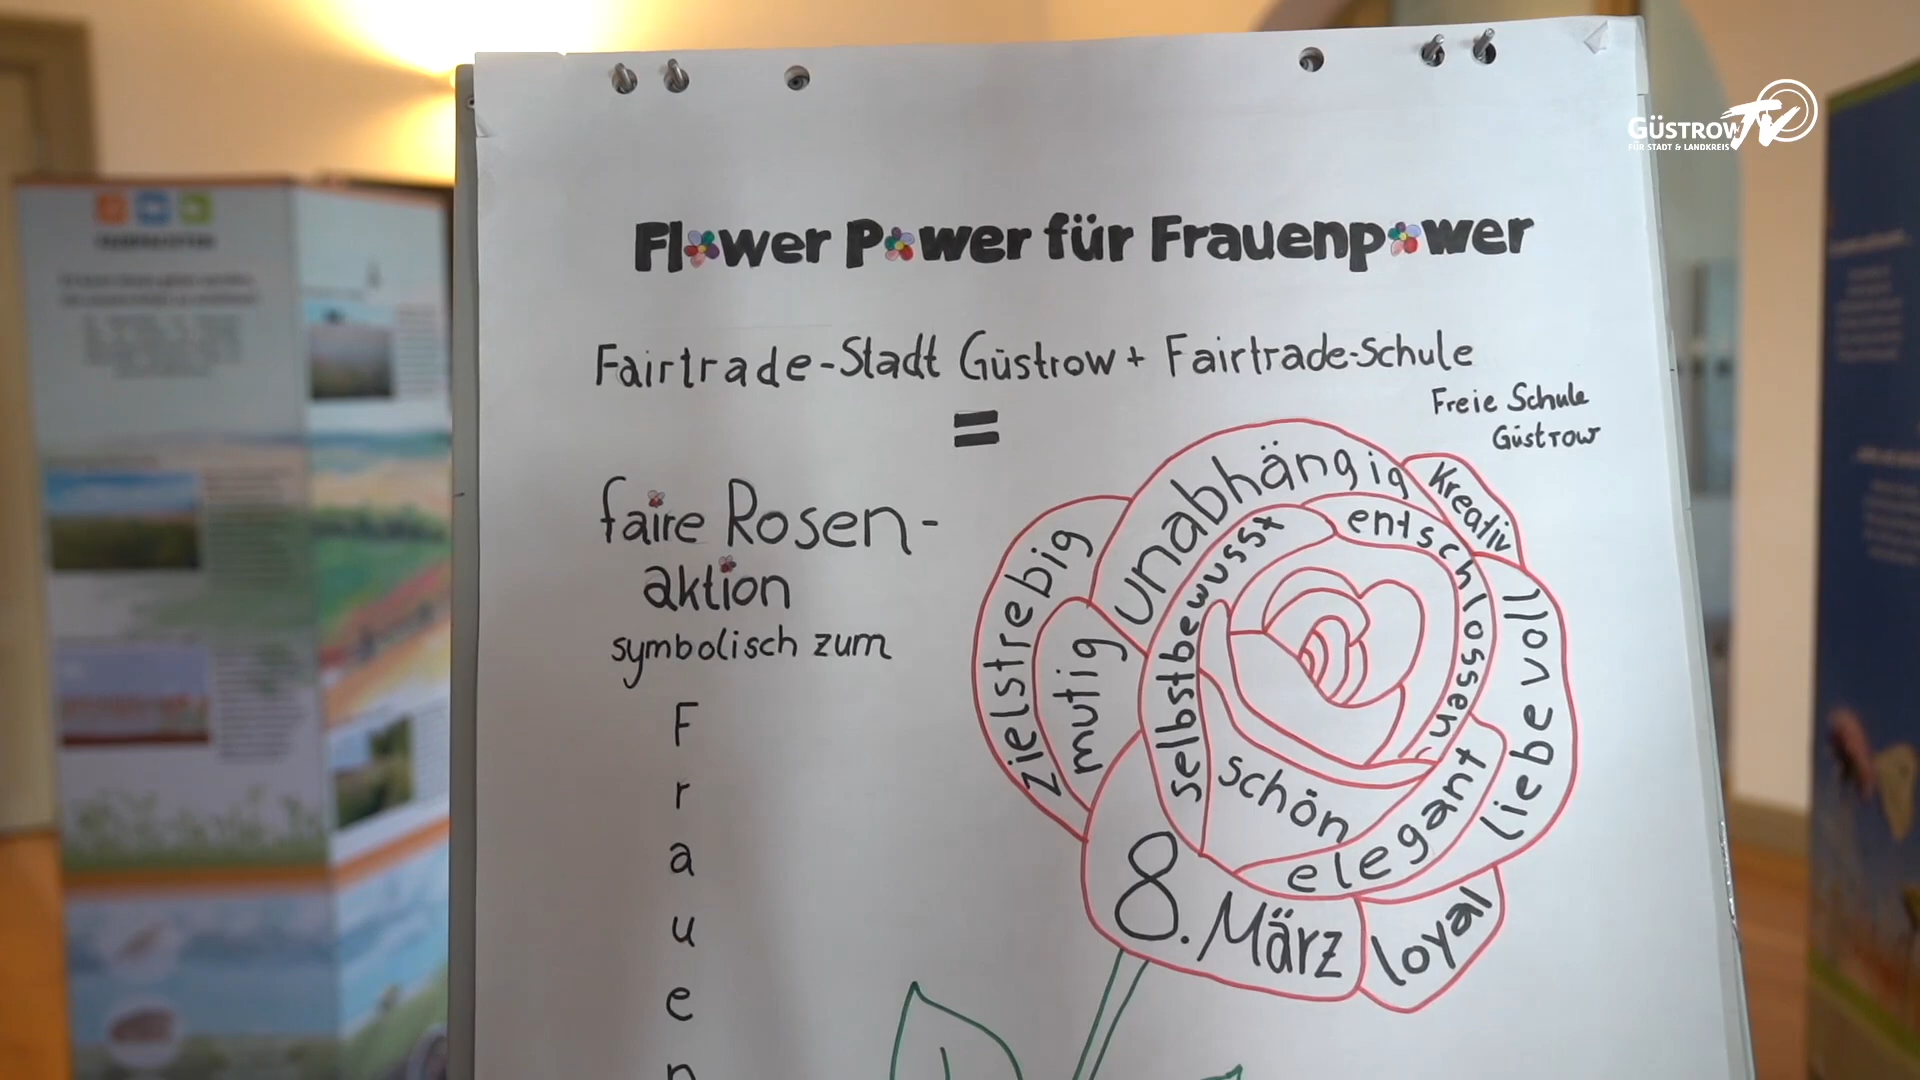 GÜSTROW TV
FÜR STADT & LANDKREIS
Flower Power für Frauenpower
Fairtrade-Stadt Güstrow + Fairtrade-Schule
Freie Schule
Güstrow
=
faire Rosen-
aktion
symbolisch zum
F
r
a
u
e
n
zielstrebig
mutig
unabhängig
selbstbewusst
entschlossen
kreativ
liebevoll
schön
elegant
8. März
loyal